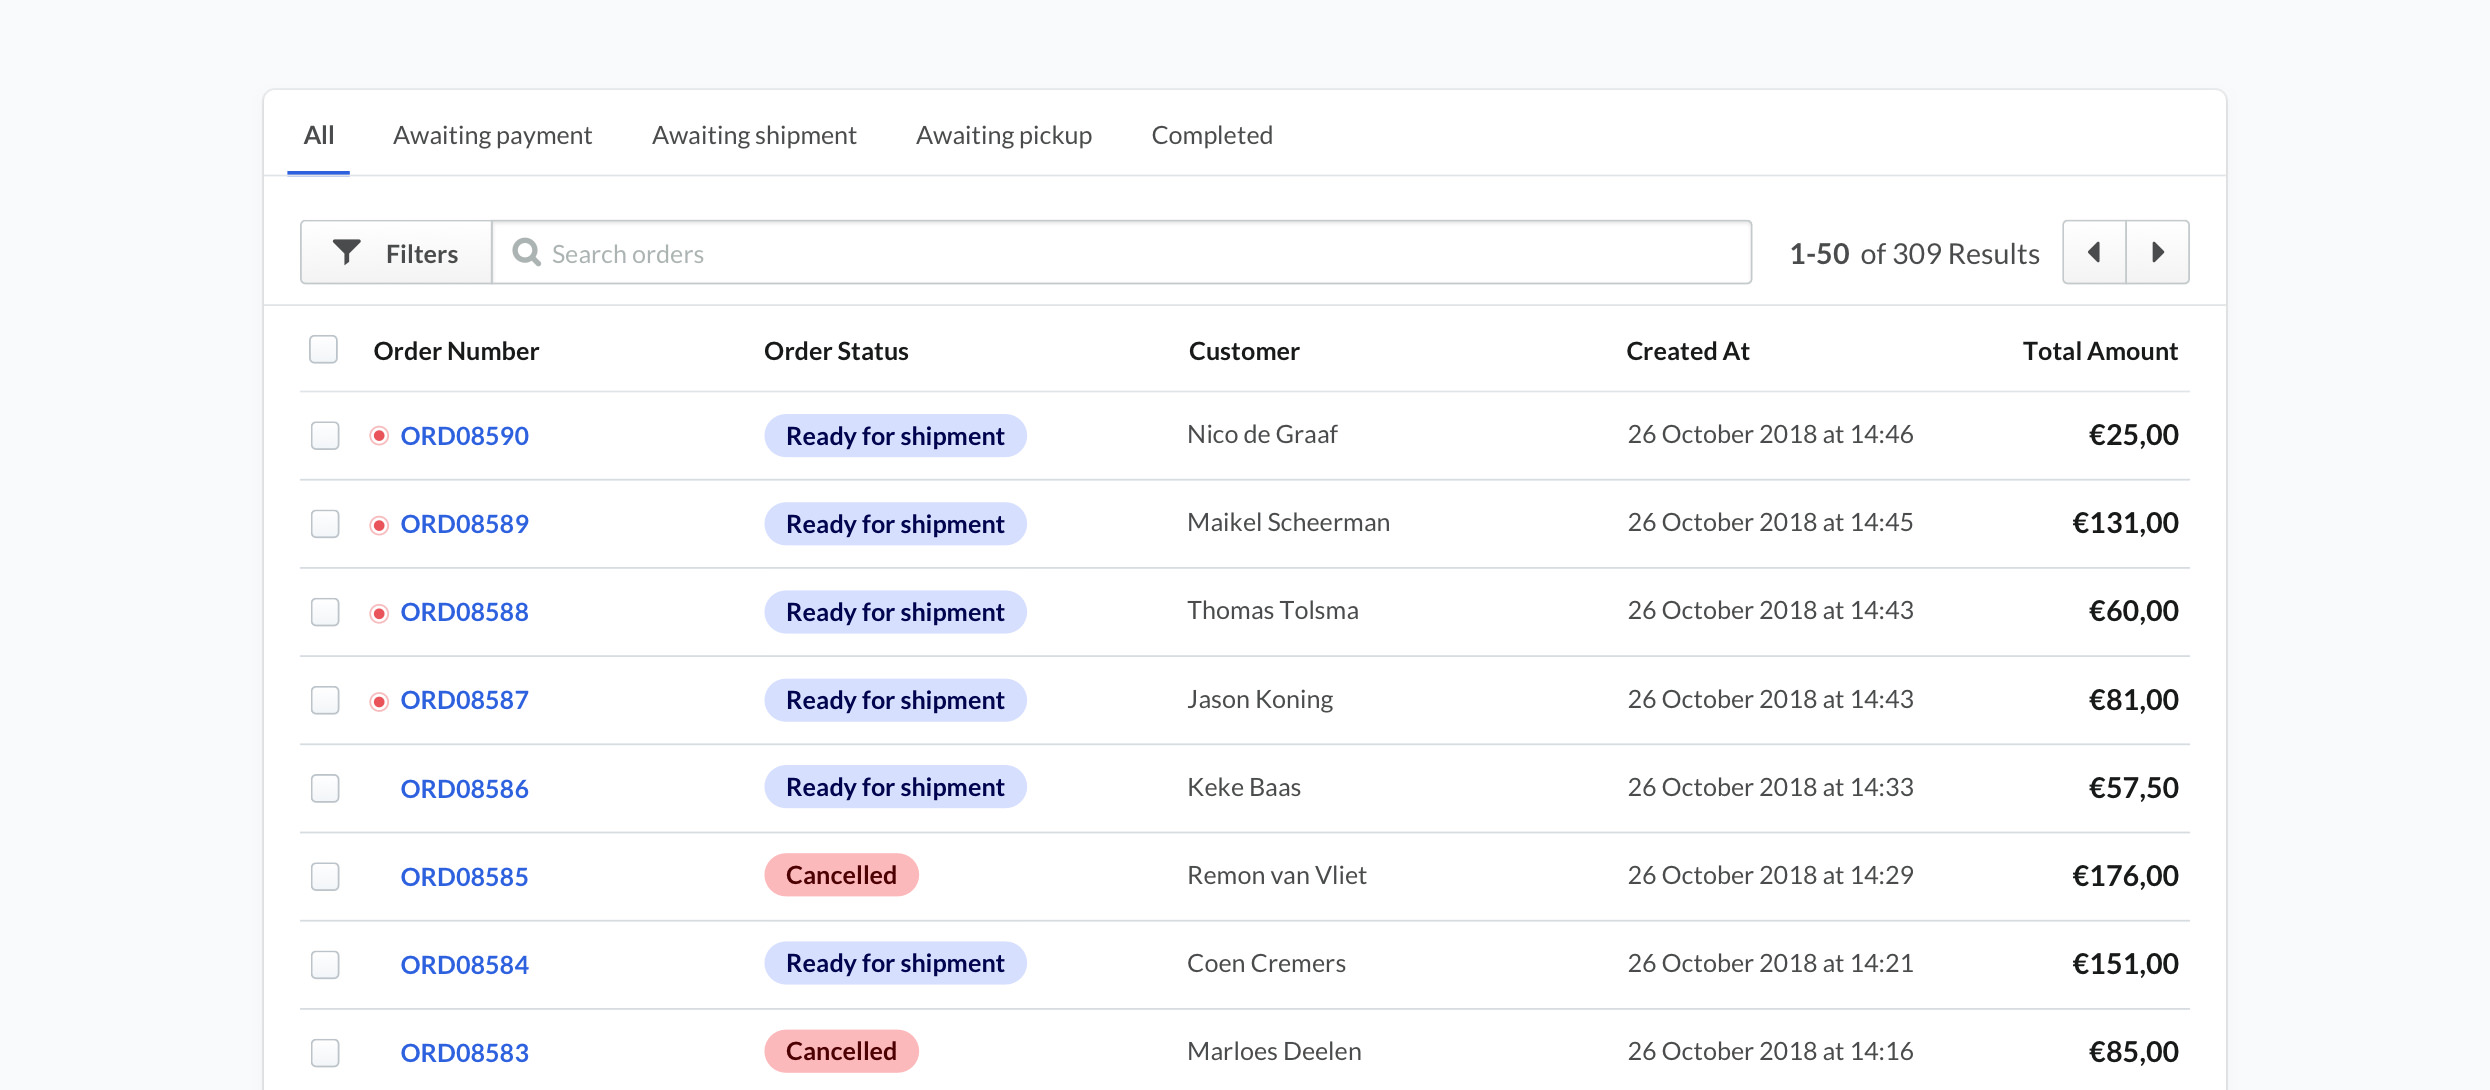 All Awaiting payment Awaiting shipment Awaiting pickup Completed
Filters Search orders 1-50 of 309 Results
Order Number Order Status Customer Created At Total Amount
ORD08590 Ready for shipment Nico de Graaf 26 October 2018 at 14:46 €25,00
ORD08589 Ready for shipment Maikel Scheerman 26 October 2018 at 14:45 €131,00
ORD08588 Ready for shipment Thomas Tolsma 26 October 2018 at 14:43 €60,00
ORD08587 Ready for shipment Jason Koning 26 October 2018 at 14:43 €81,00
ORD08586 Ready for shipment Keke Baas 26 October 2018 at 14:33 €57,50
ORD08585 Cancelled Remon van Vliet 26 October 2018 at 14:29 €176,00
ORD08584 Ready for shipment Coen Cremers 26 October 2018 at 14:21 €151,00
ORD08583 Cancelled Marloes Deelen 26 October 2018 at 14:16 €85,00